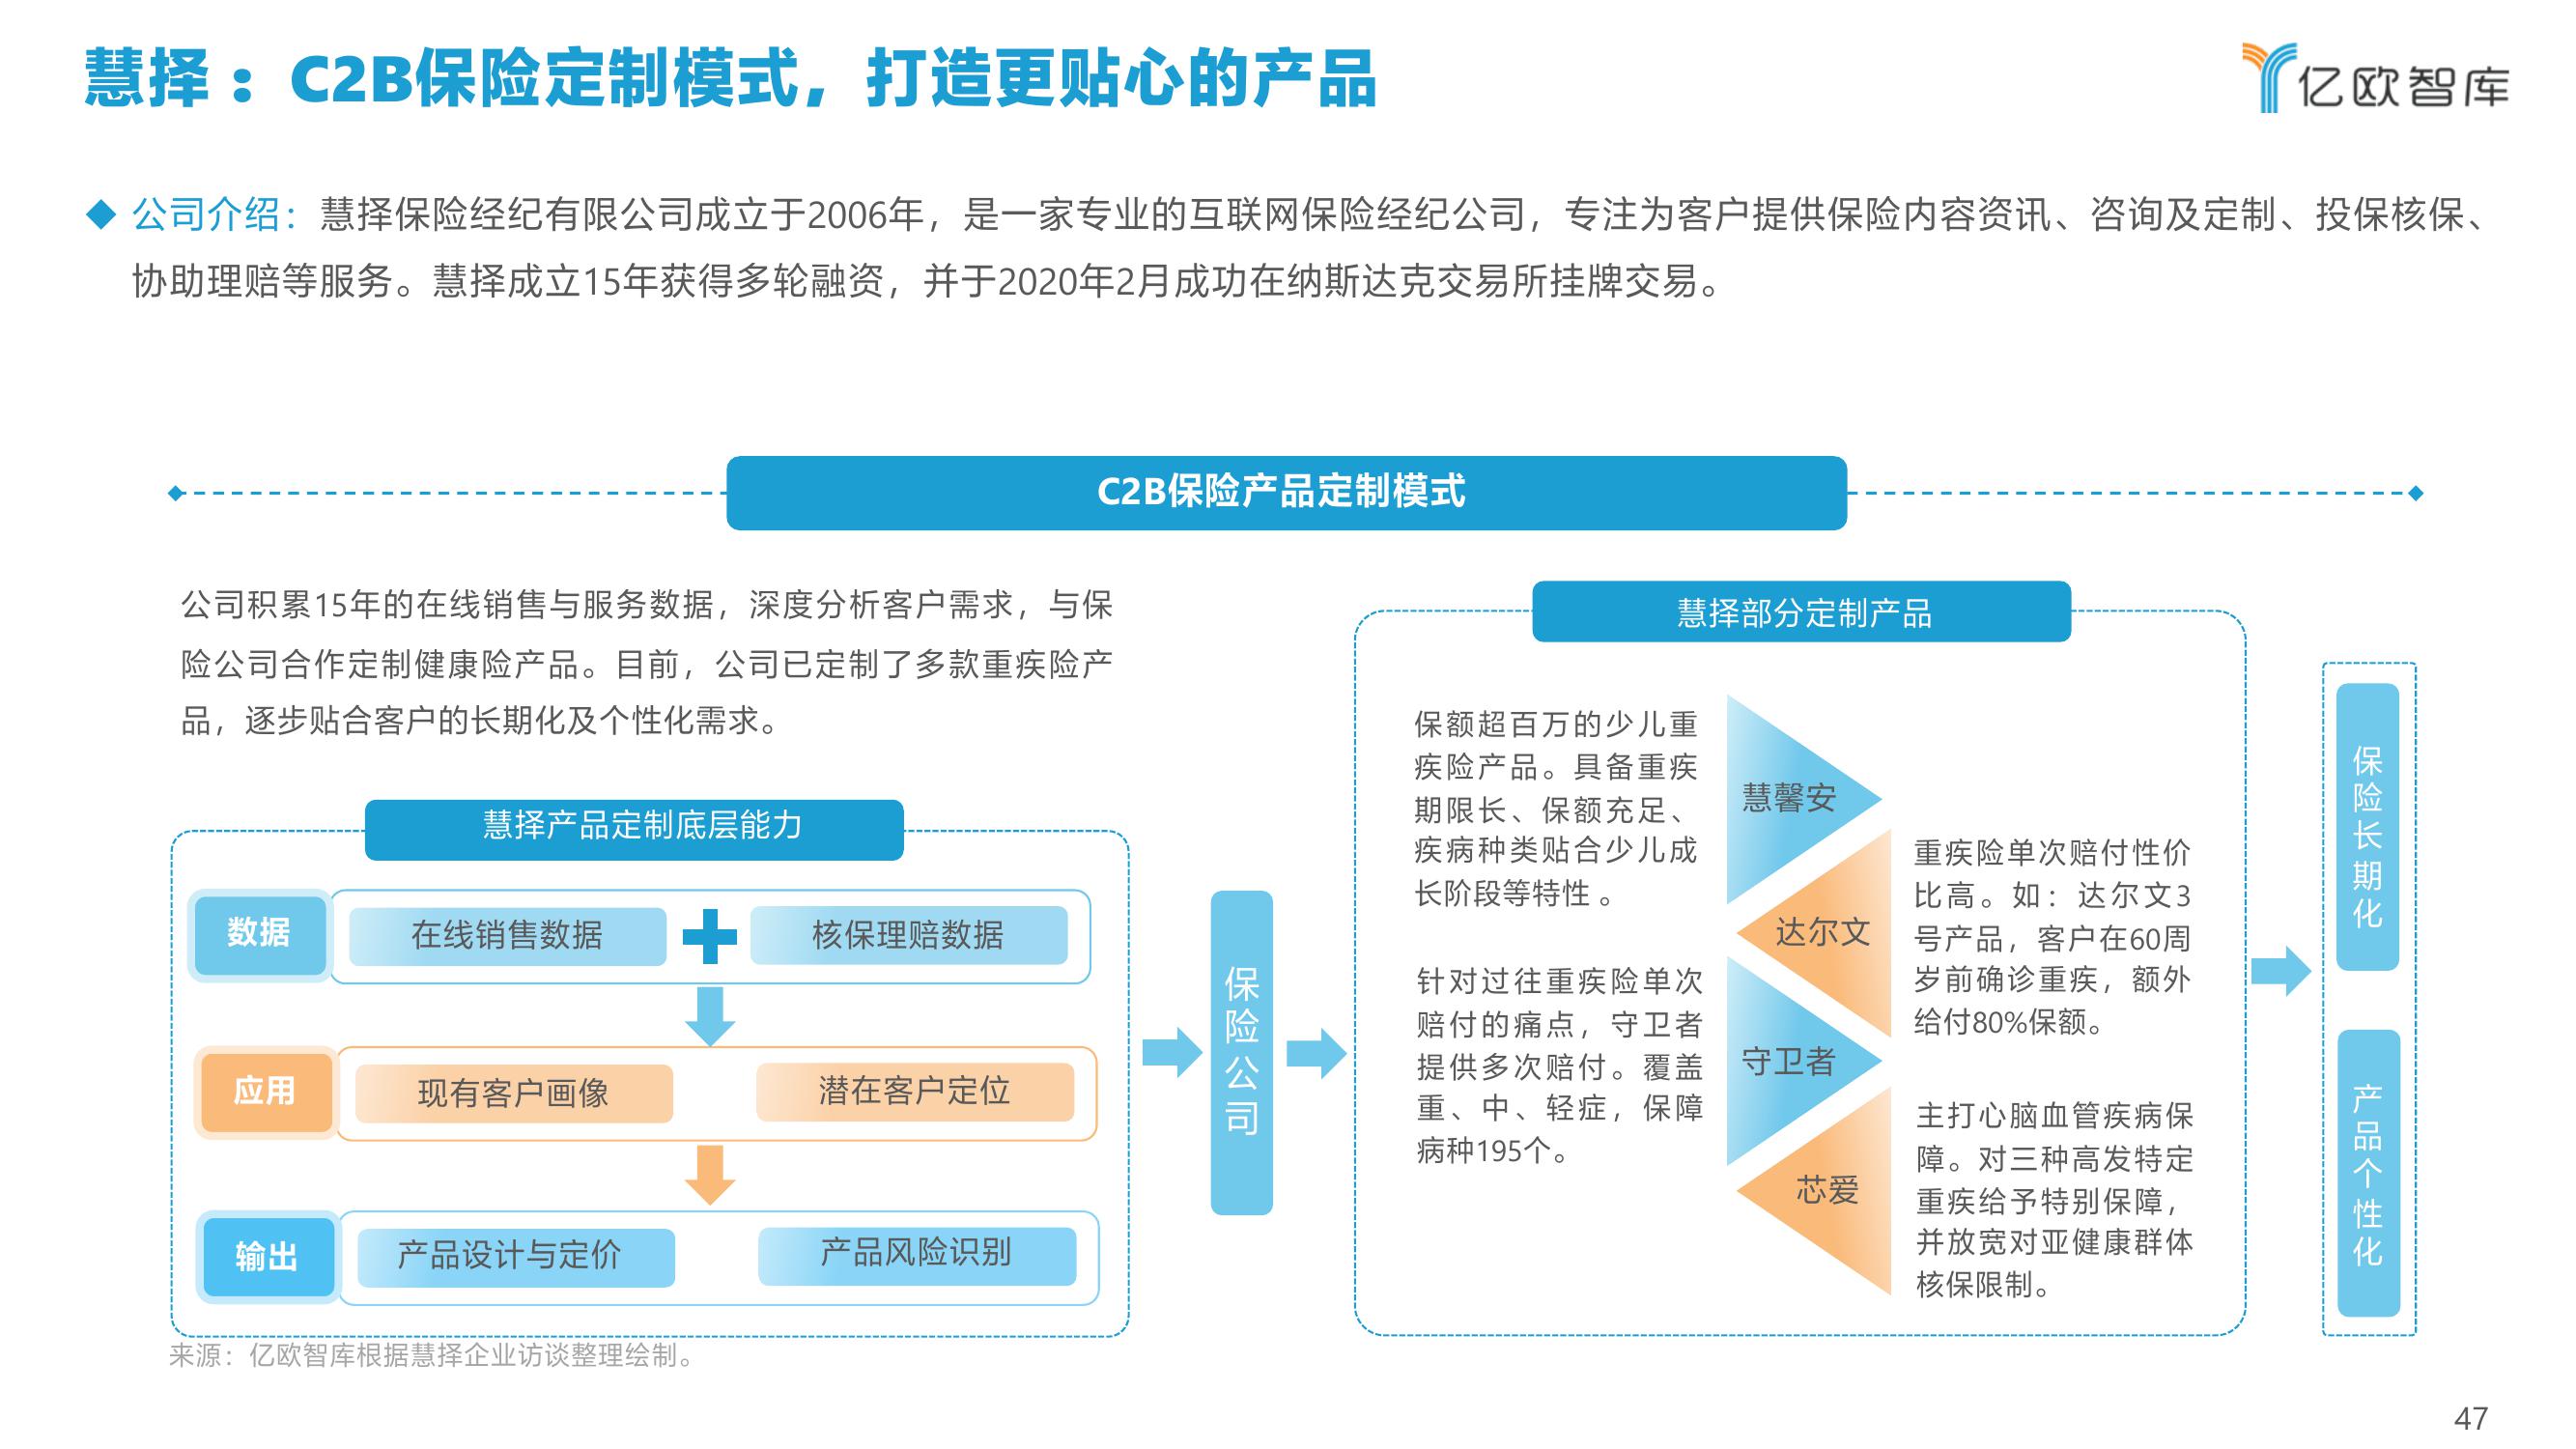 慧择：C2B保险定制模式，打造更贴心的产品
亿欧智库
公司介绍：慧择保险经纪有限公司成立于2006年，是一家专业的互联网保险经纪公司，专注为客户提供保险内容资讯、咨询及定制、投保核保、
协助理赔等服务。慧择成立15年获得多轮融资，并于2020年2月成功在纳斯达克交易所挂牌交易。
C2B保险产品定制模式
公司积累15年的在线销售与服务数据，深度分析客户需求，与保
险公司合作定制健康险产品。目前，公司已定制了多款重疾险产
品，逐步贴合客户的长期化及个性化需求。
慧择产品定制底层能力
数据
在线销售数据
核保理赔数据
应用
现有客户画像
潜在客户定位
输出
产品设计与定价
产品风险识别
保险公司
慧择部分定制产品
保额超百万的少儿重
疾险产品。具备重疾
期限长、保额充足、
疾病种类贴合少儿成
长阶段等特性 。
慧馨安
达尔文
重疾险单次赔付性价
比高。如：达尔文3
号产品，客户在60周
岁前确诊重疾，额外
给付80%保额。
针对过往重疾险单次
赔付的痛点，守卫者
提供多次赔付。覆盖
重、中、轻症，保障
病种195个。
守卫者
芯爱
主打心脑血管疾病保
障。对三种高发特定
重疾给予特别保障，
并放宽对亚健康群体
核保限制。
保险长期化
产品个性化
来源：亿欧智库根据慧择企业访谈整理绘制。
47